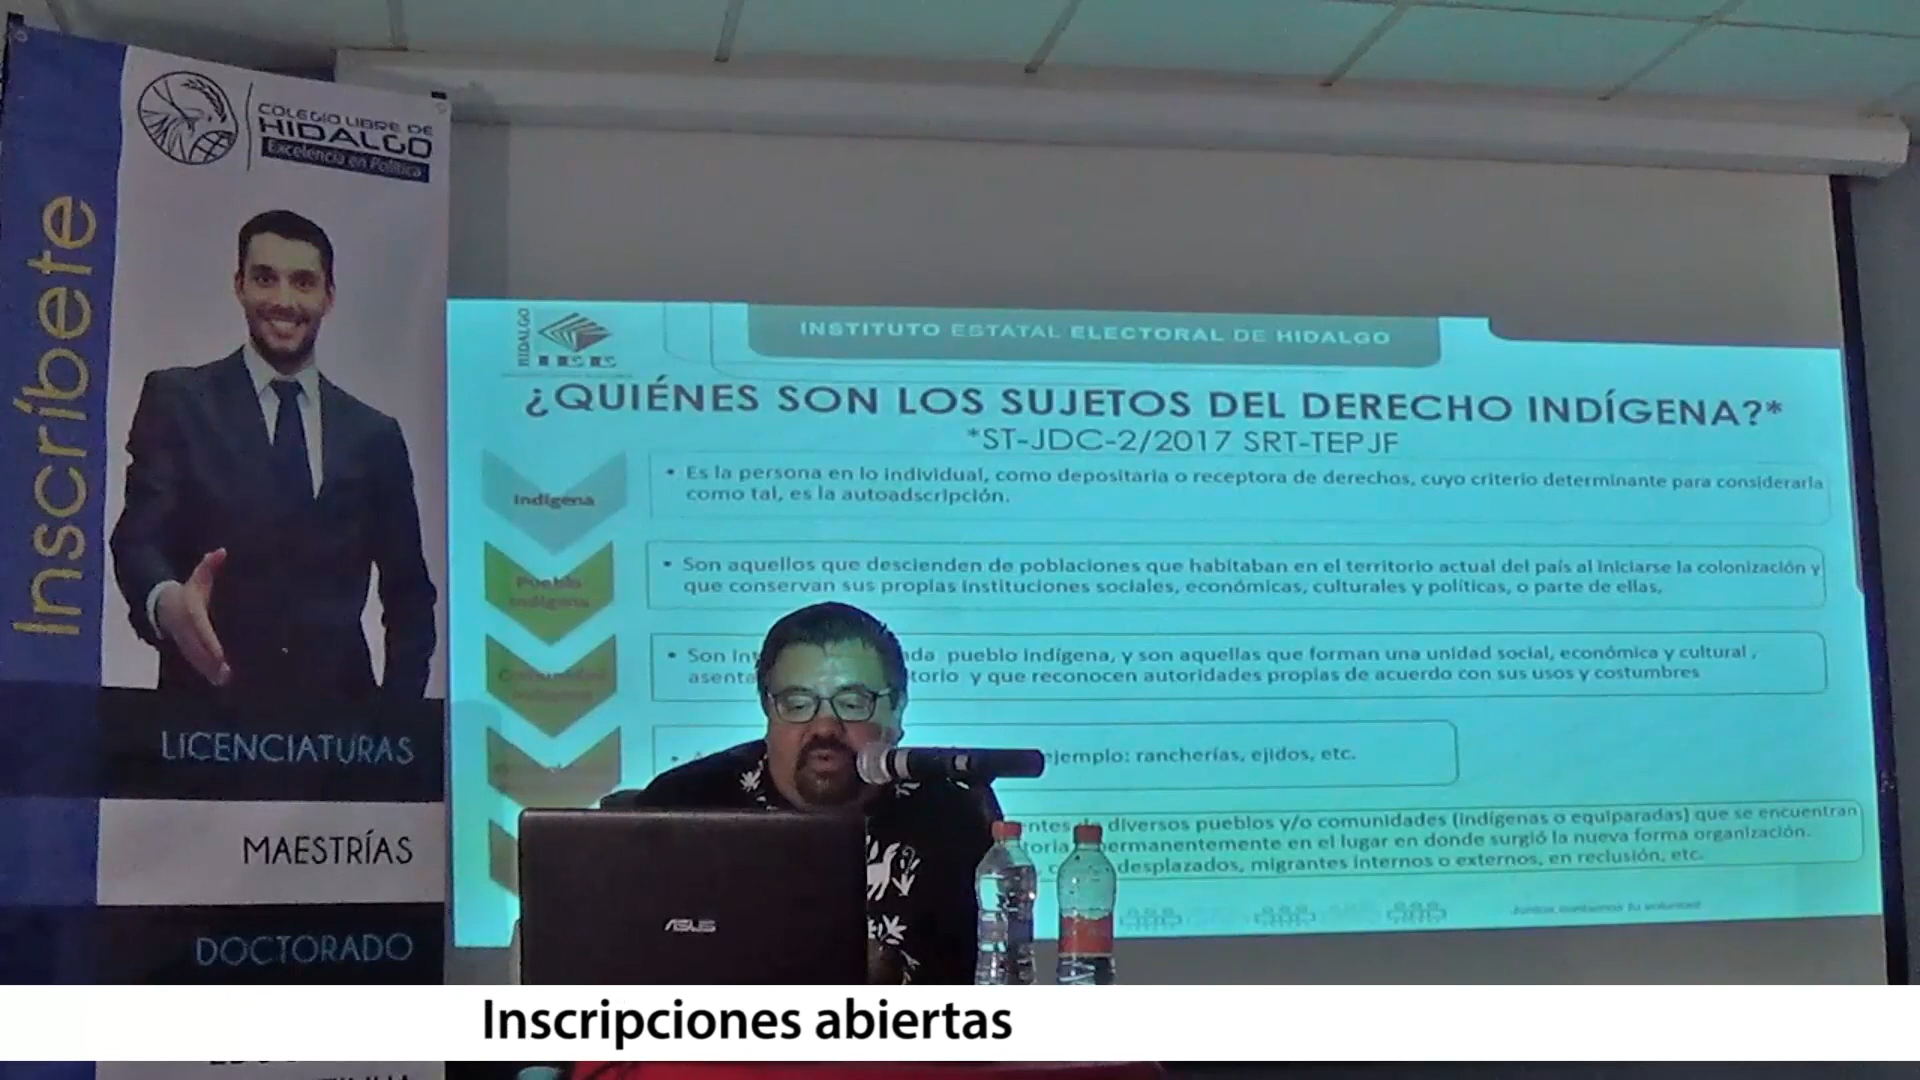 Inscríbete
COLEGIO LIBRE DE
HIDALGO
Excelencia en Política
LICENCIATURAS
MAESTRÍAS
DOCTORADO
HIDALGO
IEE
INSTITUTO ESTATAL ELECTORAL DE HIDALGO
¿QUIÉNES SON LOS SUJETOS DEL DERECHO INDÍGENA?*
*ST-JDC-2/2017 SRT-TEPJF
Indígena
• Es la persona en lo individual, como depositaria o receptora de derechos, cuyo criterio determinante para considerarla
como tal, es la autoadscripción.
Pueblo
Indígena
• Son aquellos que descienden de poblaciones que habitaban en el territorio actual del país al iniciarse la colonización y
que conservan sus propias instituciones sociales, económicas, culturales y políticas, o parte de ellas.
• Son pueblo indígena, y son aquellas que forman una unidad social, económica y cultural,
y que reconocen autoridades propias de acuerdo con sus usos y costumbres
ejemplo: rancherías, ejidos, etc.
diversos pueblos y/o comunidades (indígenas o equiparadas) que se encuentran
permanentemente en el lugar en donde surgió la nueva forma organización.
desplazados, migrantes internos o externos, en reclusión, etc.
ASUS
Inscripciones abiertas